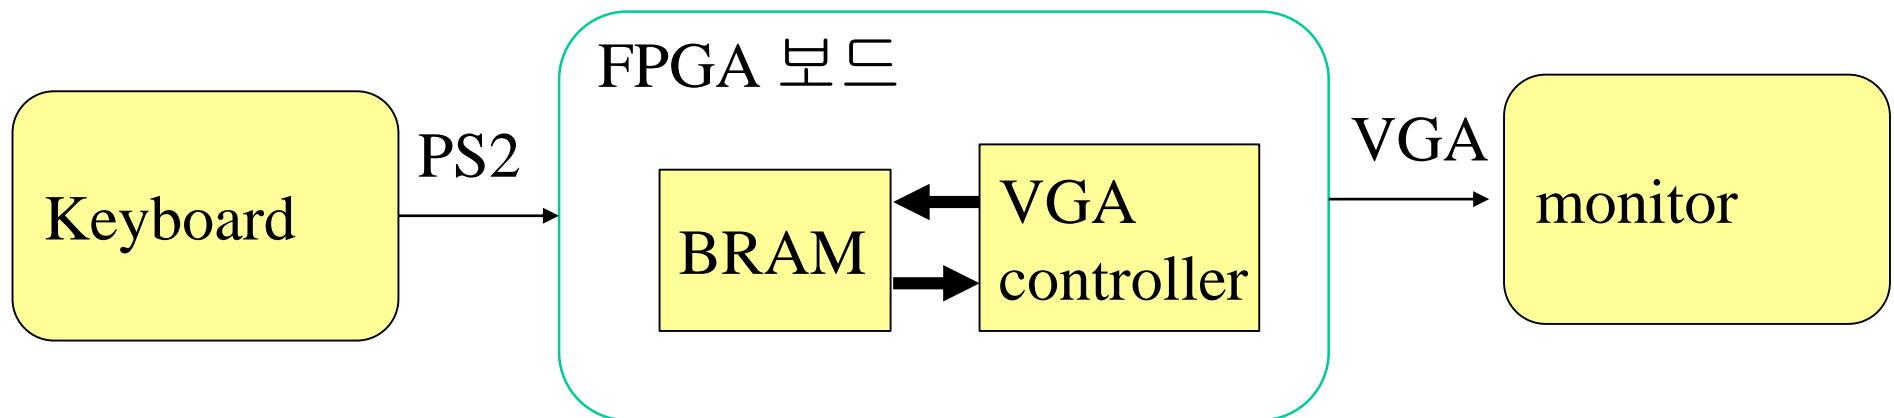 Keyboard
PS2
FPGA 보드
BRAM
VGA
controller
VGA
monitor